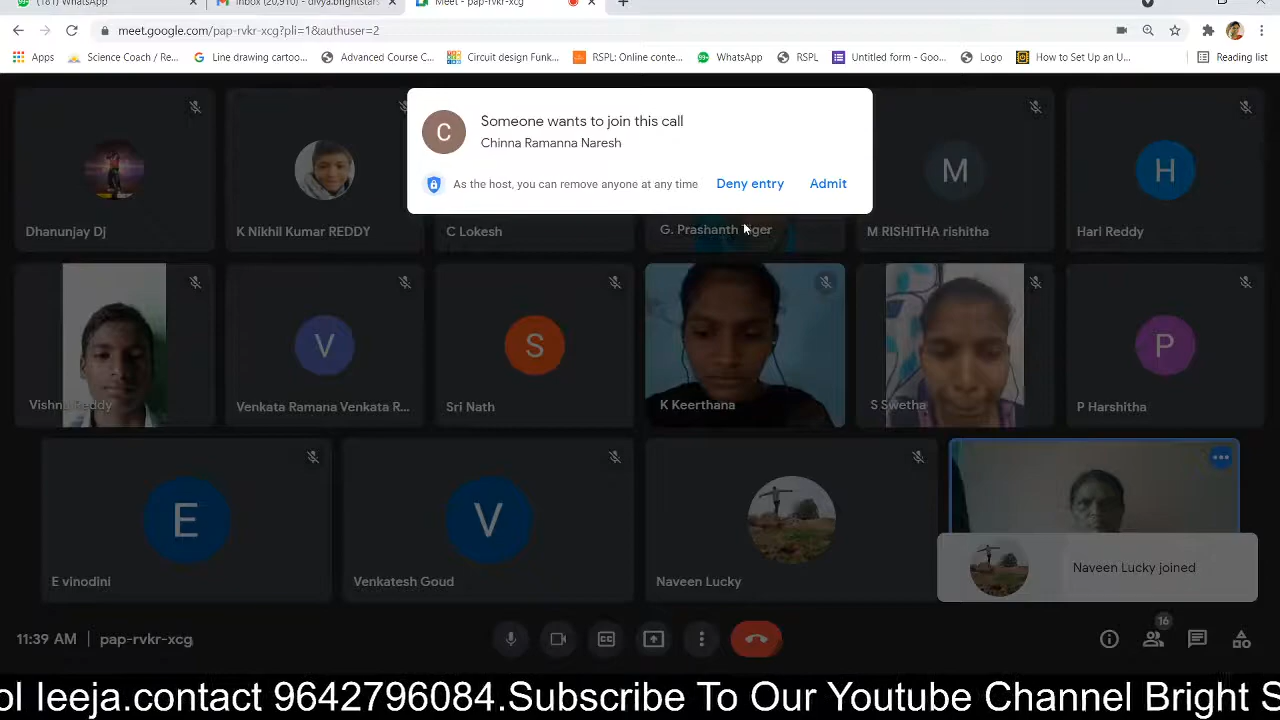 (181) WhatsApp
Inbox (20,910) - divya.brightstars
Meet - pap-rvkr-xcg
meet.google.com/pap-rvkr-xcg?pli=1&authuser=2
Apps
Science Corner / Re...
Line drawing cartoo...
Advanced Course C...
Circuit design Funk...
RSPL: Online conte...
WhatsApp
RSPL
Untitled form - Goo...
Logo
How to Set Up an U...
Reading list
C
Someone wants to join this call
Chinna Ramanna Naresh
As the host, you can remove anyone at any time
Deny entry
Admit
M
H
Dhanunjay Dj
K Nikhil Kumar REDDY
C Lokesh
G. Prashanth
M RISHITHA rishitha
Hari Reddy
V
S
P
Vishnu Reddy
Venkata Ramana Venkata R...
Sri Nath
K Keerthana
S Swetha
P Harshitha
E
V
E vinodini
Venkatesh Goud
Naveen Lucky
Naveen Lucky joined
11:39 AM | pap-rvkr-xcg
16
ol leeja.contact 9642796084.Subscribe To Our Youtube Channel Bright S